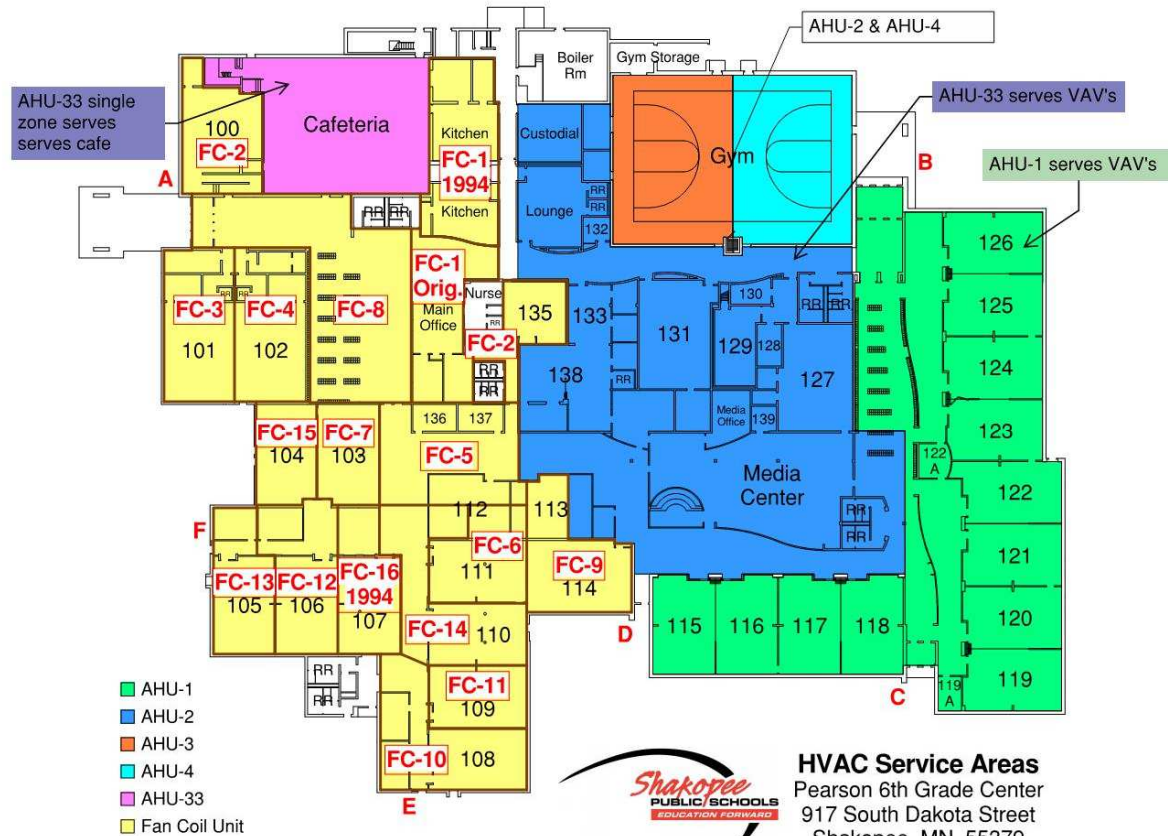 AHU-2 & AHU-4
AHU-33 single
zone serves
serves cafe
AHU-33 serves VAV's
AHU-1 serves VAV's
Boiler
Rm
Gym Storage
100
FC-2
Cafeteria
Kitchen
FC-1
1994
Kitchen
Custodial
Lounge
RR
RR
132
Gym
A
B
RR
RR
FC-1
Orig.
Main
Office
Nurse
RR
FC-2
135
RR
RR
FC-3
101
RR
RR
FC-4
102
FC-8
133
131
130
129
128
RR
RR
127
138
RR
Media
Office
139
126
125
124
123
122
A
122
121
120
119
119
A
136
137
FC-15
104
FC-7
103
FC-5
112
113
Media
Center
RR
RR
F
FC-13
105
FC-12
106
FC-16
1994
107
FC-6
111
FC-9
114
FC-14
110
D
115
116
117
118
C
RR
RR
RR
FC-11
109
FC-10
108
E
AHU-1
AHU-2
AHU-3
AHU-4
AHU-33
Fan Coil Unit
Shakopee
PUBLIC SCHOOLS
EDUCATION FORWARD
HVAC Service Areas
Pearson 6th Grade Center
917 South Dakota Street
Shakopee, MN 55379